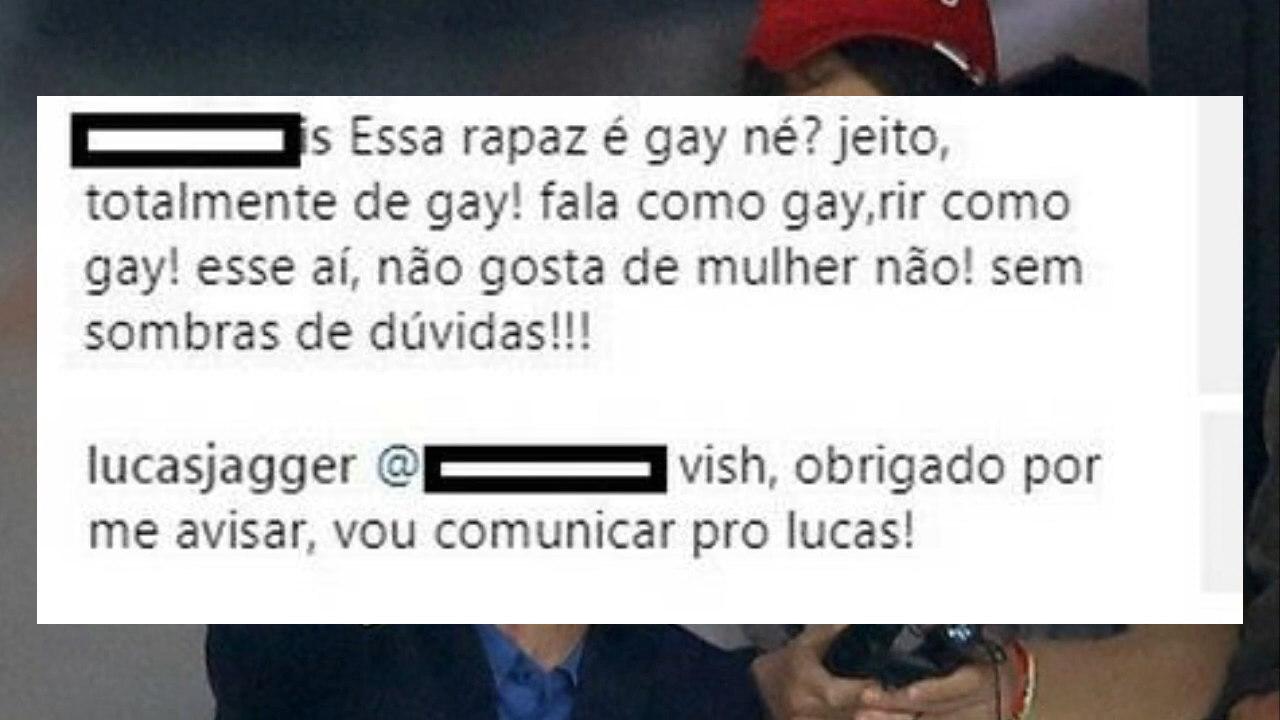 is Essa rapaz é gay né? jeito,
totalmente de gay! fala como gay,rir como
gay! esse aí, não gosta de mulher não! sem
sombras de dúvidas!!!
lucasjagger @ vish, obrigado por
me avisar, vou comunicar pro lucas!